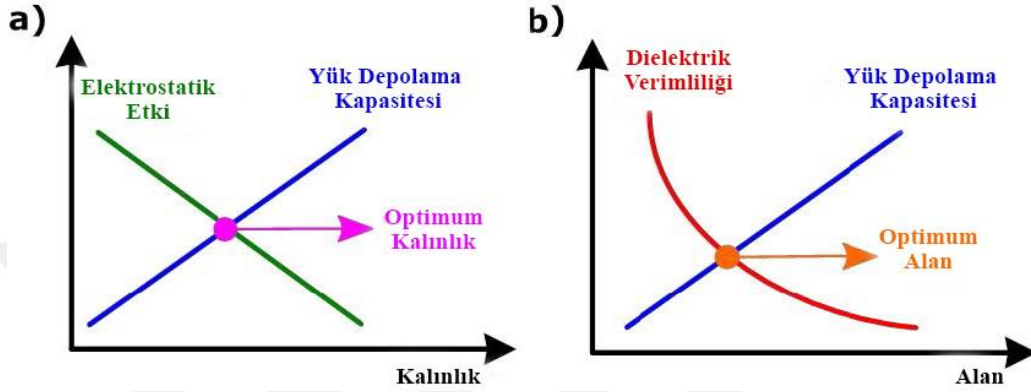 a)
Elektrostatik
Etki
Yük Depolama
Kapasitesi
Optimum
Kalınlık
Kalınlık
b)
Dielektrik
Verimliliği
Yük Depolama
Kapasitesi
Optimum
Alan
Alan